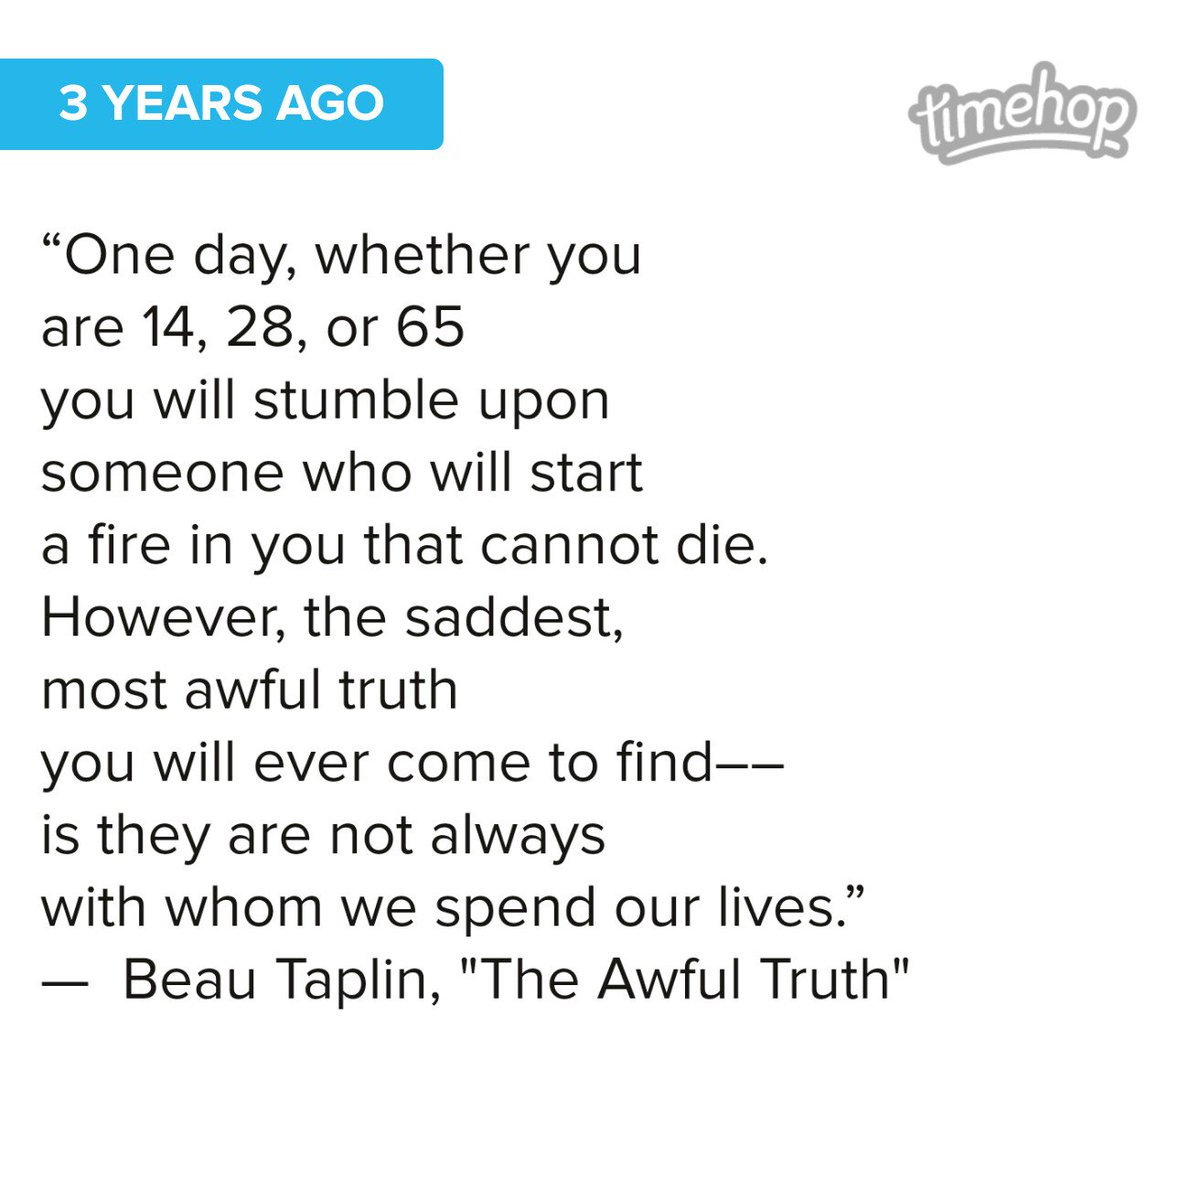 3 YEARS AGO
timehop
“One day, whether you
are 14, 28, or 65
you will stumble upon
someone who will start
a fire in you that cannot die.
However, the saddest,
most awful truth
you will ever come to find––
is they are not always
with whom we spend our lives.”
—  Beau Taplin, "The Awful Truth"